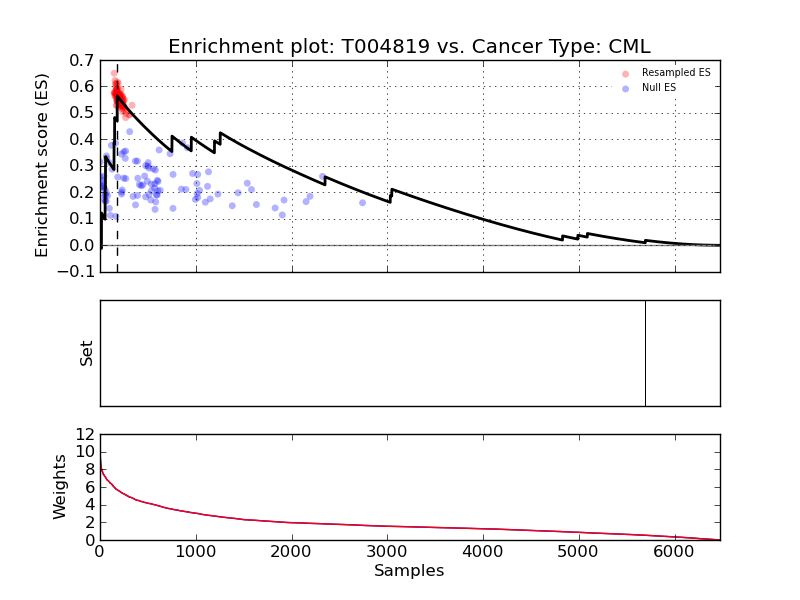 Enrichment plot: T004819 vs. Cancer Type: CML
Enrichment score (ES)
0.7
0.6
0.5
0.4
0.3
0.2
0.1
0.0
−0.1
Resampled ES
Null ES
Set
Weights
12
10
8
6
4
2
0
0 1000 2000 3000 4000 5000 6000
Samples